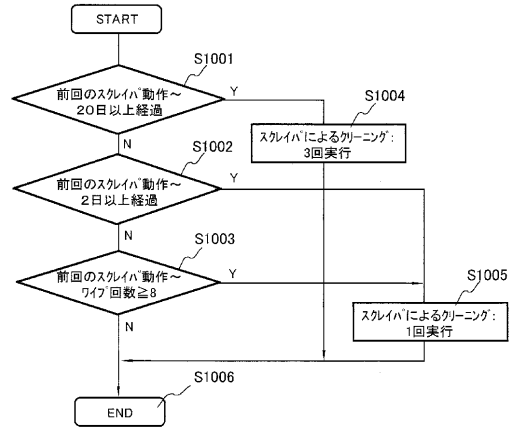 START
S1001
前回のｽｸﾚｲﾊﾟ動作～
20日以上経過
Y
N
S1004
ｽｸﾚｲﾊﾟによるｸﾘｰﾆﾝｸﾞ:
3回実行
S1002
前回のｽｸﾚｲﾊﾟ動作～
2日以上経過
Y
N
S1003
前回のｽｸﾚｲﾊﾟ動作～
ﾜｲﾌﾟ回数≧8
Y
N
S1005
ｽｸﾚｲﾊﾟによるｸﾘｰﾆﾝｸﾞ:
1回実行
S1006
END